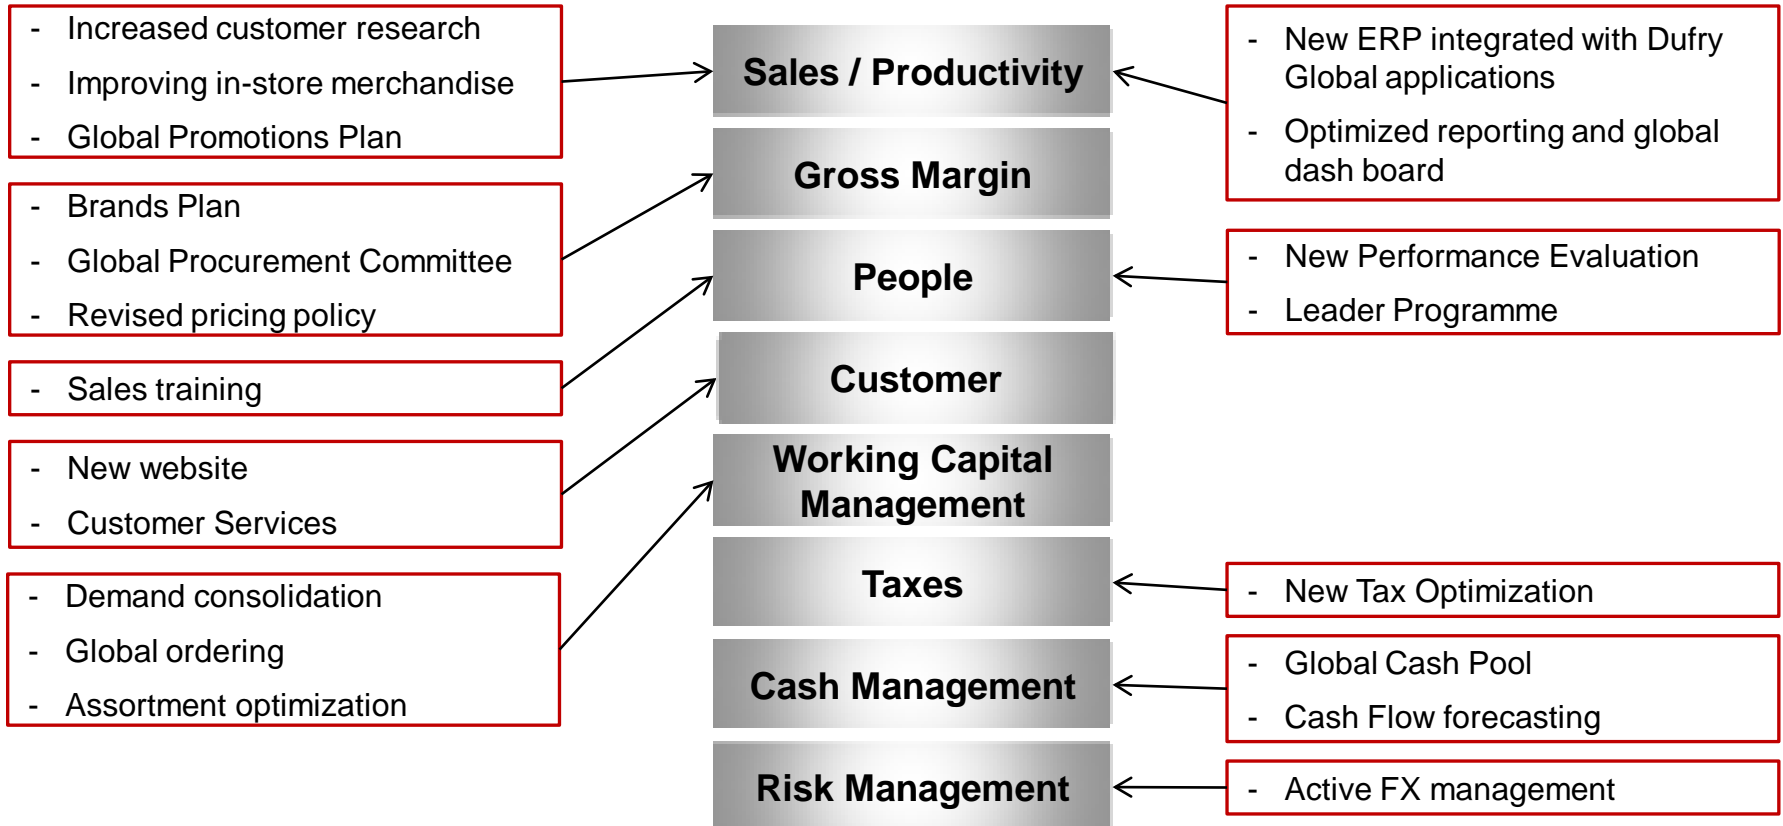 - Increased customer research
- Improving in-store merchandise
- Global Promotions Plan
- Brands Plan
- Global Procurement Committee
- Revised pricing policy
- Sales training
- New website
- Customer Services
- Demand consolidation
- Global ordering
- Assortment optimization
Sales / Productivity
Gross Margin
People
Customer
Working Capital
Management
Taxes
Cash Management
Risk Management
- New ERP integrated with Dufry
Global applications
- Optimized reporting and global
dash board
- New Performance Evaluation
- Leader Programme
- New Tax Optimization
- Global Cash Pool
- Cash Flow forecasting
- Active FX management